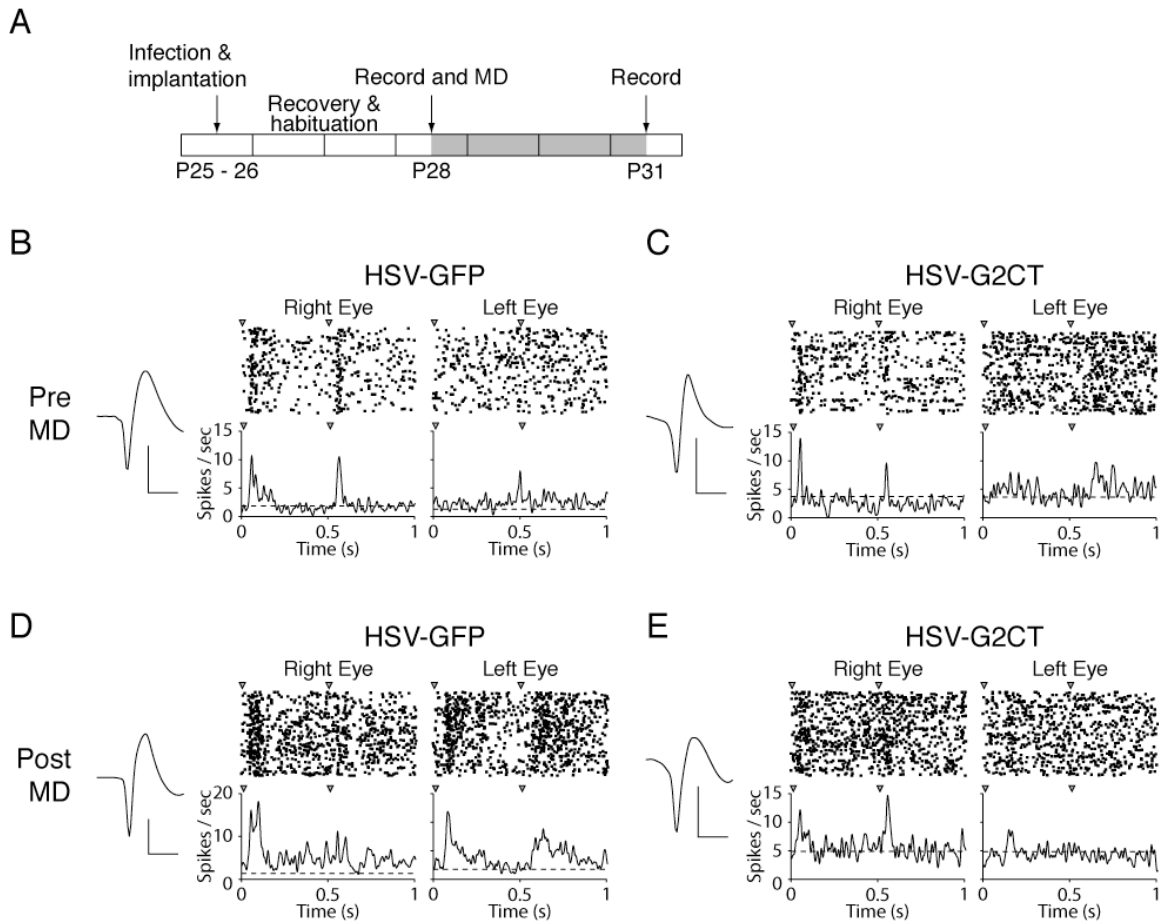 A
Infection &
implantation
Record and MD
Record
Recovery &
habituation
P25 - 26
P28
P31
B
HSV-GFP
Right Eye
Left Eye
Pre
MD
Spikes / sec
15
10
5
0
0
0.5
1
Time (s)
0
0.5
1
Time (s)
C
HSV-G2CT
Right Eye
Left Eye
Spikes / sec
15
10
5
0
0
0.5
1
Time (s)
0
0.5
1
Time (s)
D
HSV-GFP
Right Eye
Left Eye
Post
MD
Spikes / sec
20
10
0
0
0.5
1
Time (s)
0
0.5
1
Time (s)
E
HSV-G2CT
Right Eye
Left Eye
Spikes / sec
15
10
5
0
0
0.5
1
Time (s)
0
0.5
1
Time (s)